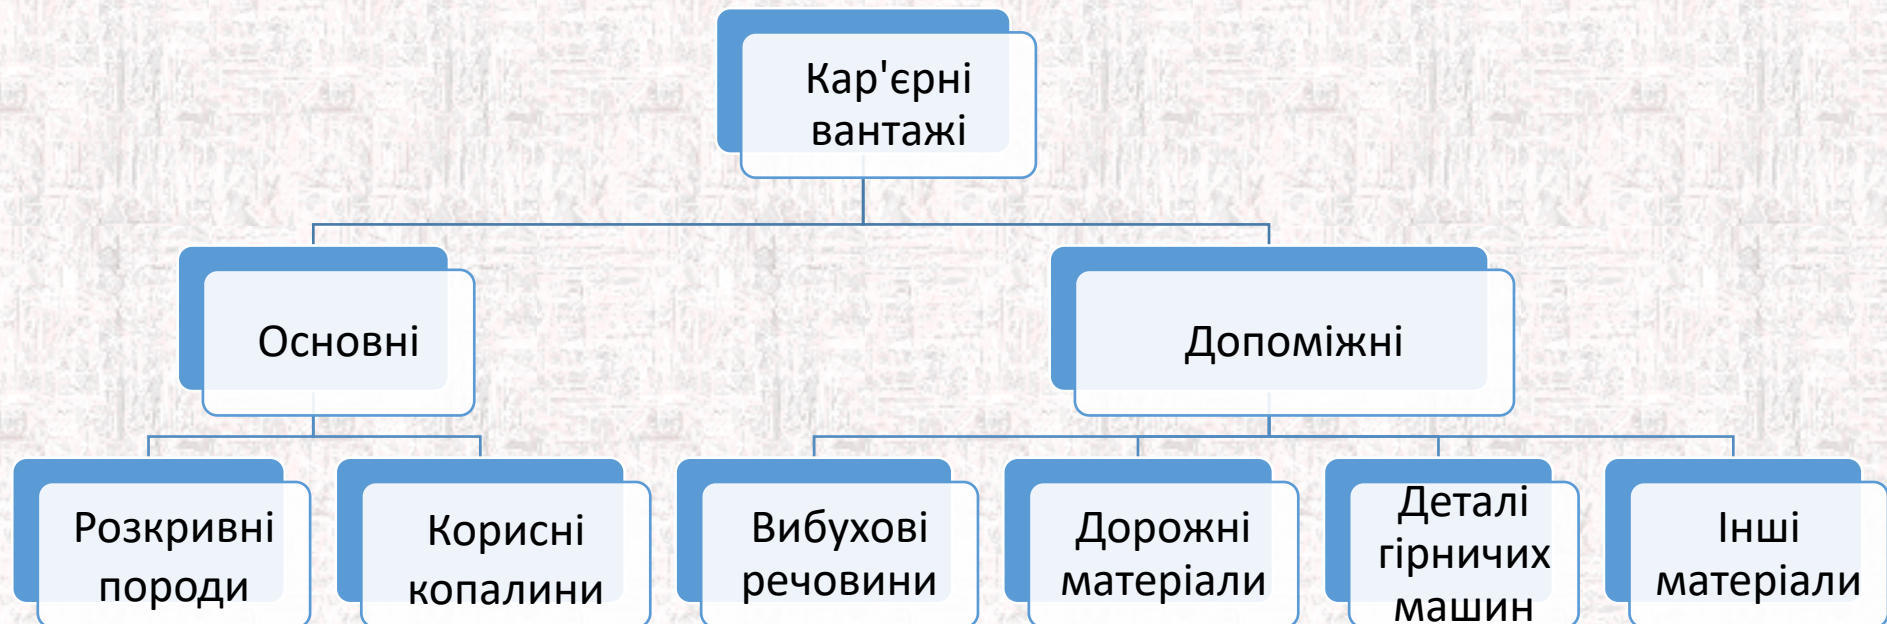 Кар'єрні
вантажі
Основні
Допоміжні
Розкривні
породи
Корисні
копалини
Вибухові
речовини
Дорожні
матеріали
Деталі
гірничих
машин
Інші
матеріали